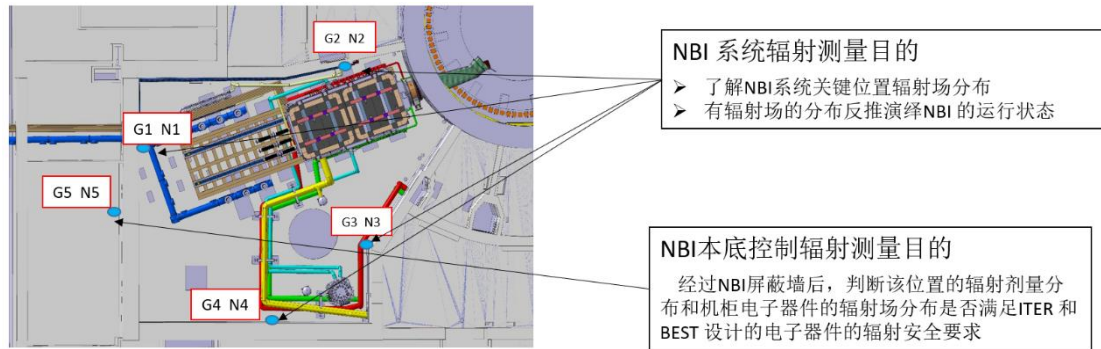 G2 N2
G1 N1
G5 N5
G3 N3
G4 N4
NBI 系统辐射测量目的
➢ 了解NBI系统关键位置辐射场分布
➢ 有辐射场的分布反推演绎NBI 的运行状态
NBI本底控制辐射测量目的
经过NBI屏蔽墙后，判断该位置的辐射剂量分
布和机柜电子器件的辐射场分布是否满足ITER 和
BEST 设计的电子器件的辐射安全要求